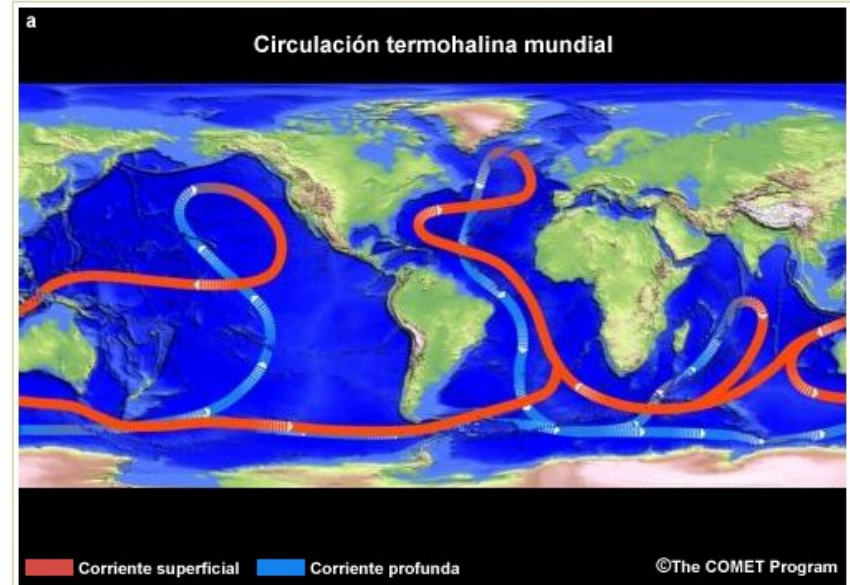 a
Circulación termohalina mundial
Corriente superficial
Corriente profunda
©The COMET Program